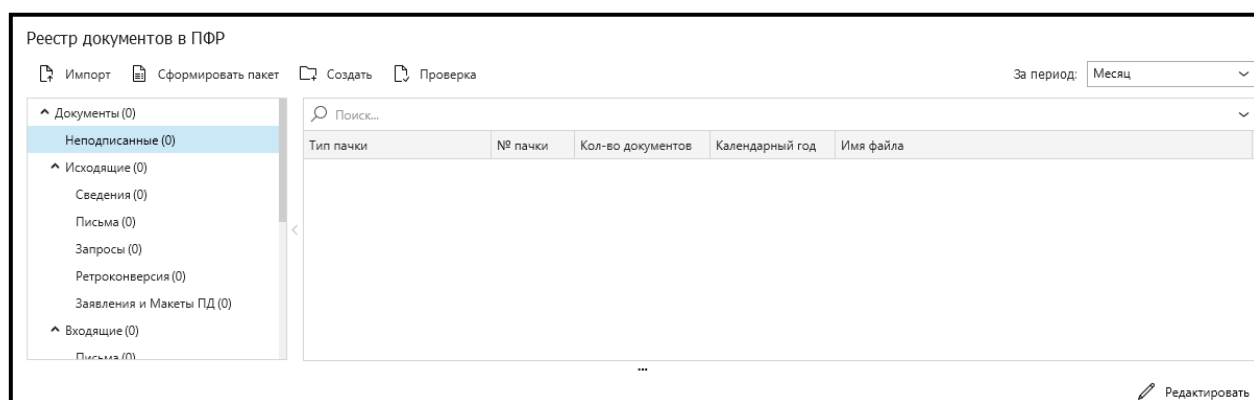 Реестр документов в ПФР
Импорт Сформировать пакет Создать Проверка За период: Месяц
Документы (0)
Поиск...
Неподписанные (0)
Тип пачки № пачки Кол-во документов Календарный год Имя файла
Исходящие (0)
Сведения (0)
Письма (0)
Запросы (0)
Ретроконверсия (0)
Заявления и Макеты ПД (0)
Входящие (0)
Письма (0)
...
Редактировать